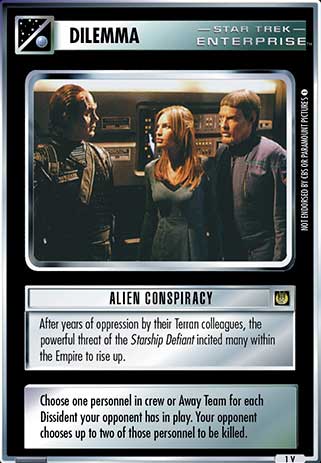 DILEMMA
STAR TREK
ENTERPRISE™
NOT ENDORSED BY CBS OR PARAMOUNT PICTURES
ALIEN CONSPIRACY
After years of oppression by their Terran colleagues, the
powerful threat of the Starship Defiant incited many within
the Empire to rise up.
Choose one personnel in crew or Away Team for each
Dissident your opponent has in play. Your opponent
chooses up to two of those personnel to be killed.
1 V